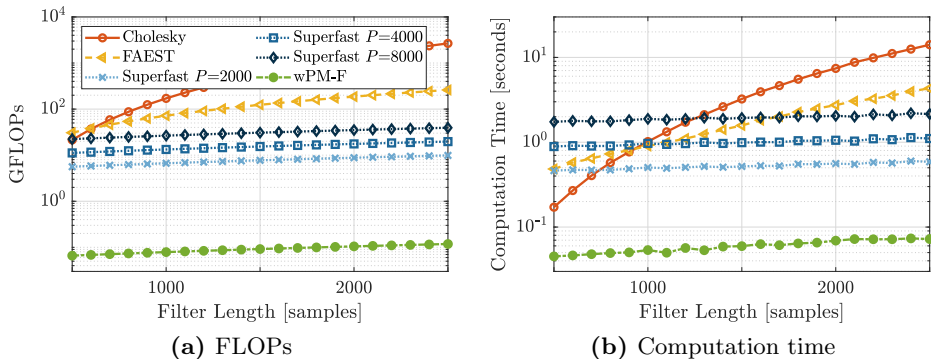 10^4
10^2
10^0
GFLOPs
Cholesky
FAEST
Superfast P=2000
Superfast P=4000
Superfast P=8000
wPM-F
1000
2000
Filter Length [samples]
(a) FLOPs
10^1
10^0
10^-1
Computation Time [seconds]
1000
2000
Filter Length [samples]
(b) Computation time